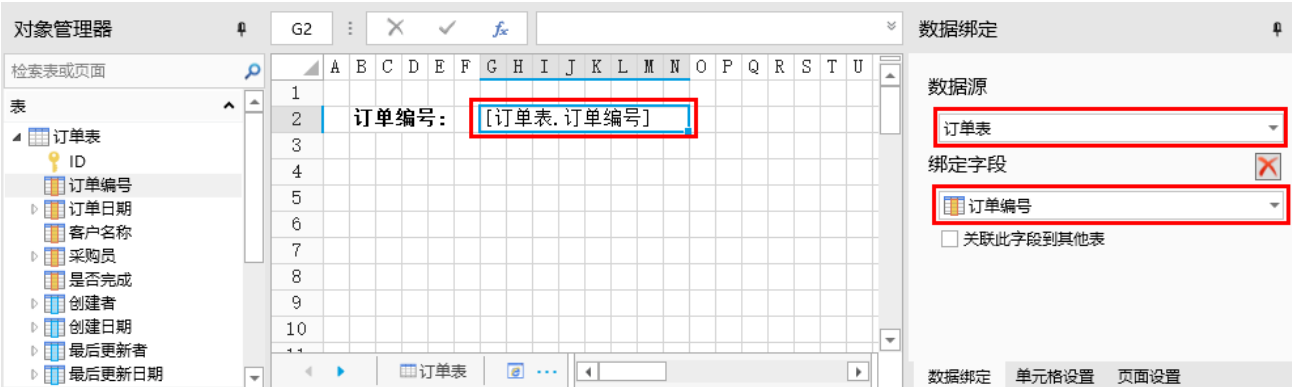 对象管理器
检索表或页面
表
订单表
ID
订单编号
订单日期
客户名称
采购员
是否完成
创建者
创建日期
最后更新者
最后更新日期
G2
fx
A B C D E F G H I J K L M N O P Q R S T U
1
2 订单编号: [订单表.订单编号]
3
4
5
6
7
8
9
10
11
订单表
数据绑定
数据源
订单表
绑定字段
订单编号
关联此字段到其他表
数据绑定 单元格设置 页面设置